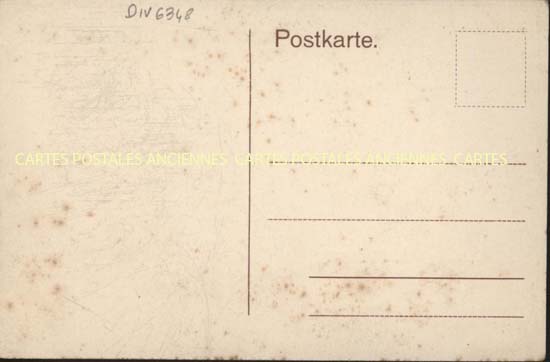 DIV6348
Postkarte.
CARTES POSTALES ANCIENNES CARTES POSTALES ANCIENNES CARTES